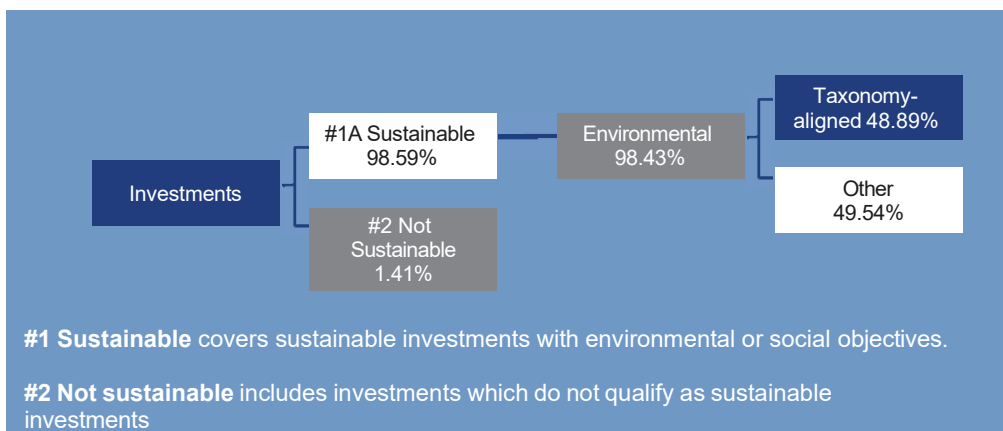 Investments
#1A Sustainable
98.59%
#2 Not
Sustainable
1.41%
Environmental
98.43%
Taxonomy-
aligned 48.89%
Other
49.54%
#1 Sustainable covers sustainable investments with environmental or social objectives.
#2 Not sustainable includes investments which do not qualify as sustainable
investments